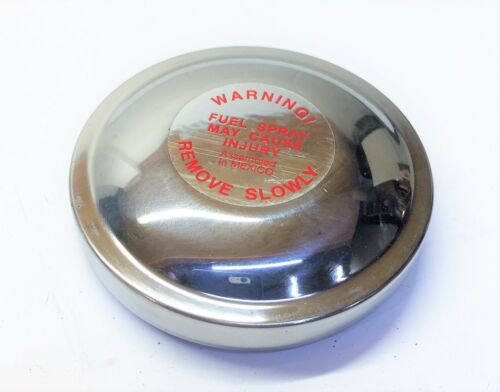 WARNING!
FUEL SPRAY
MAY CAUSE
INJURY
Assembled
in MEXICO
REMOVE SLOWLY